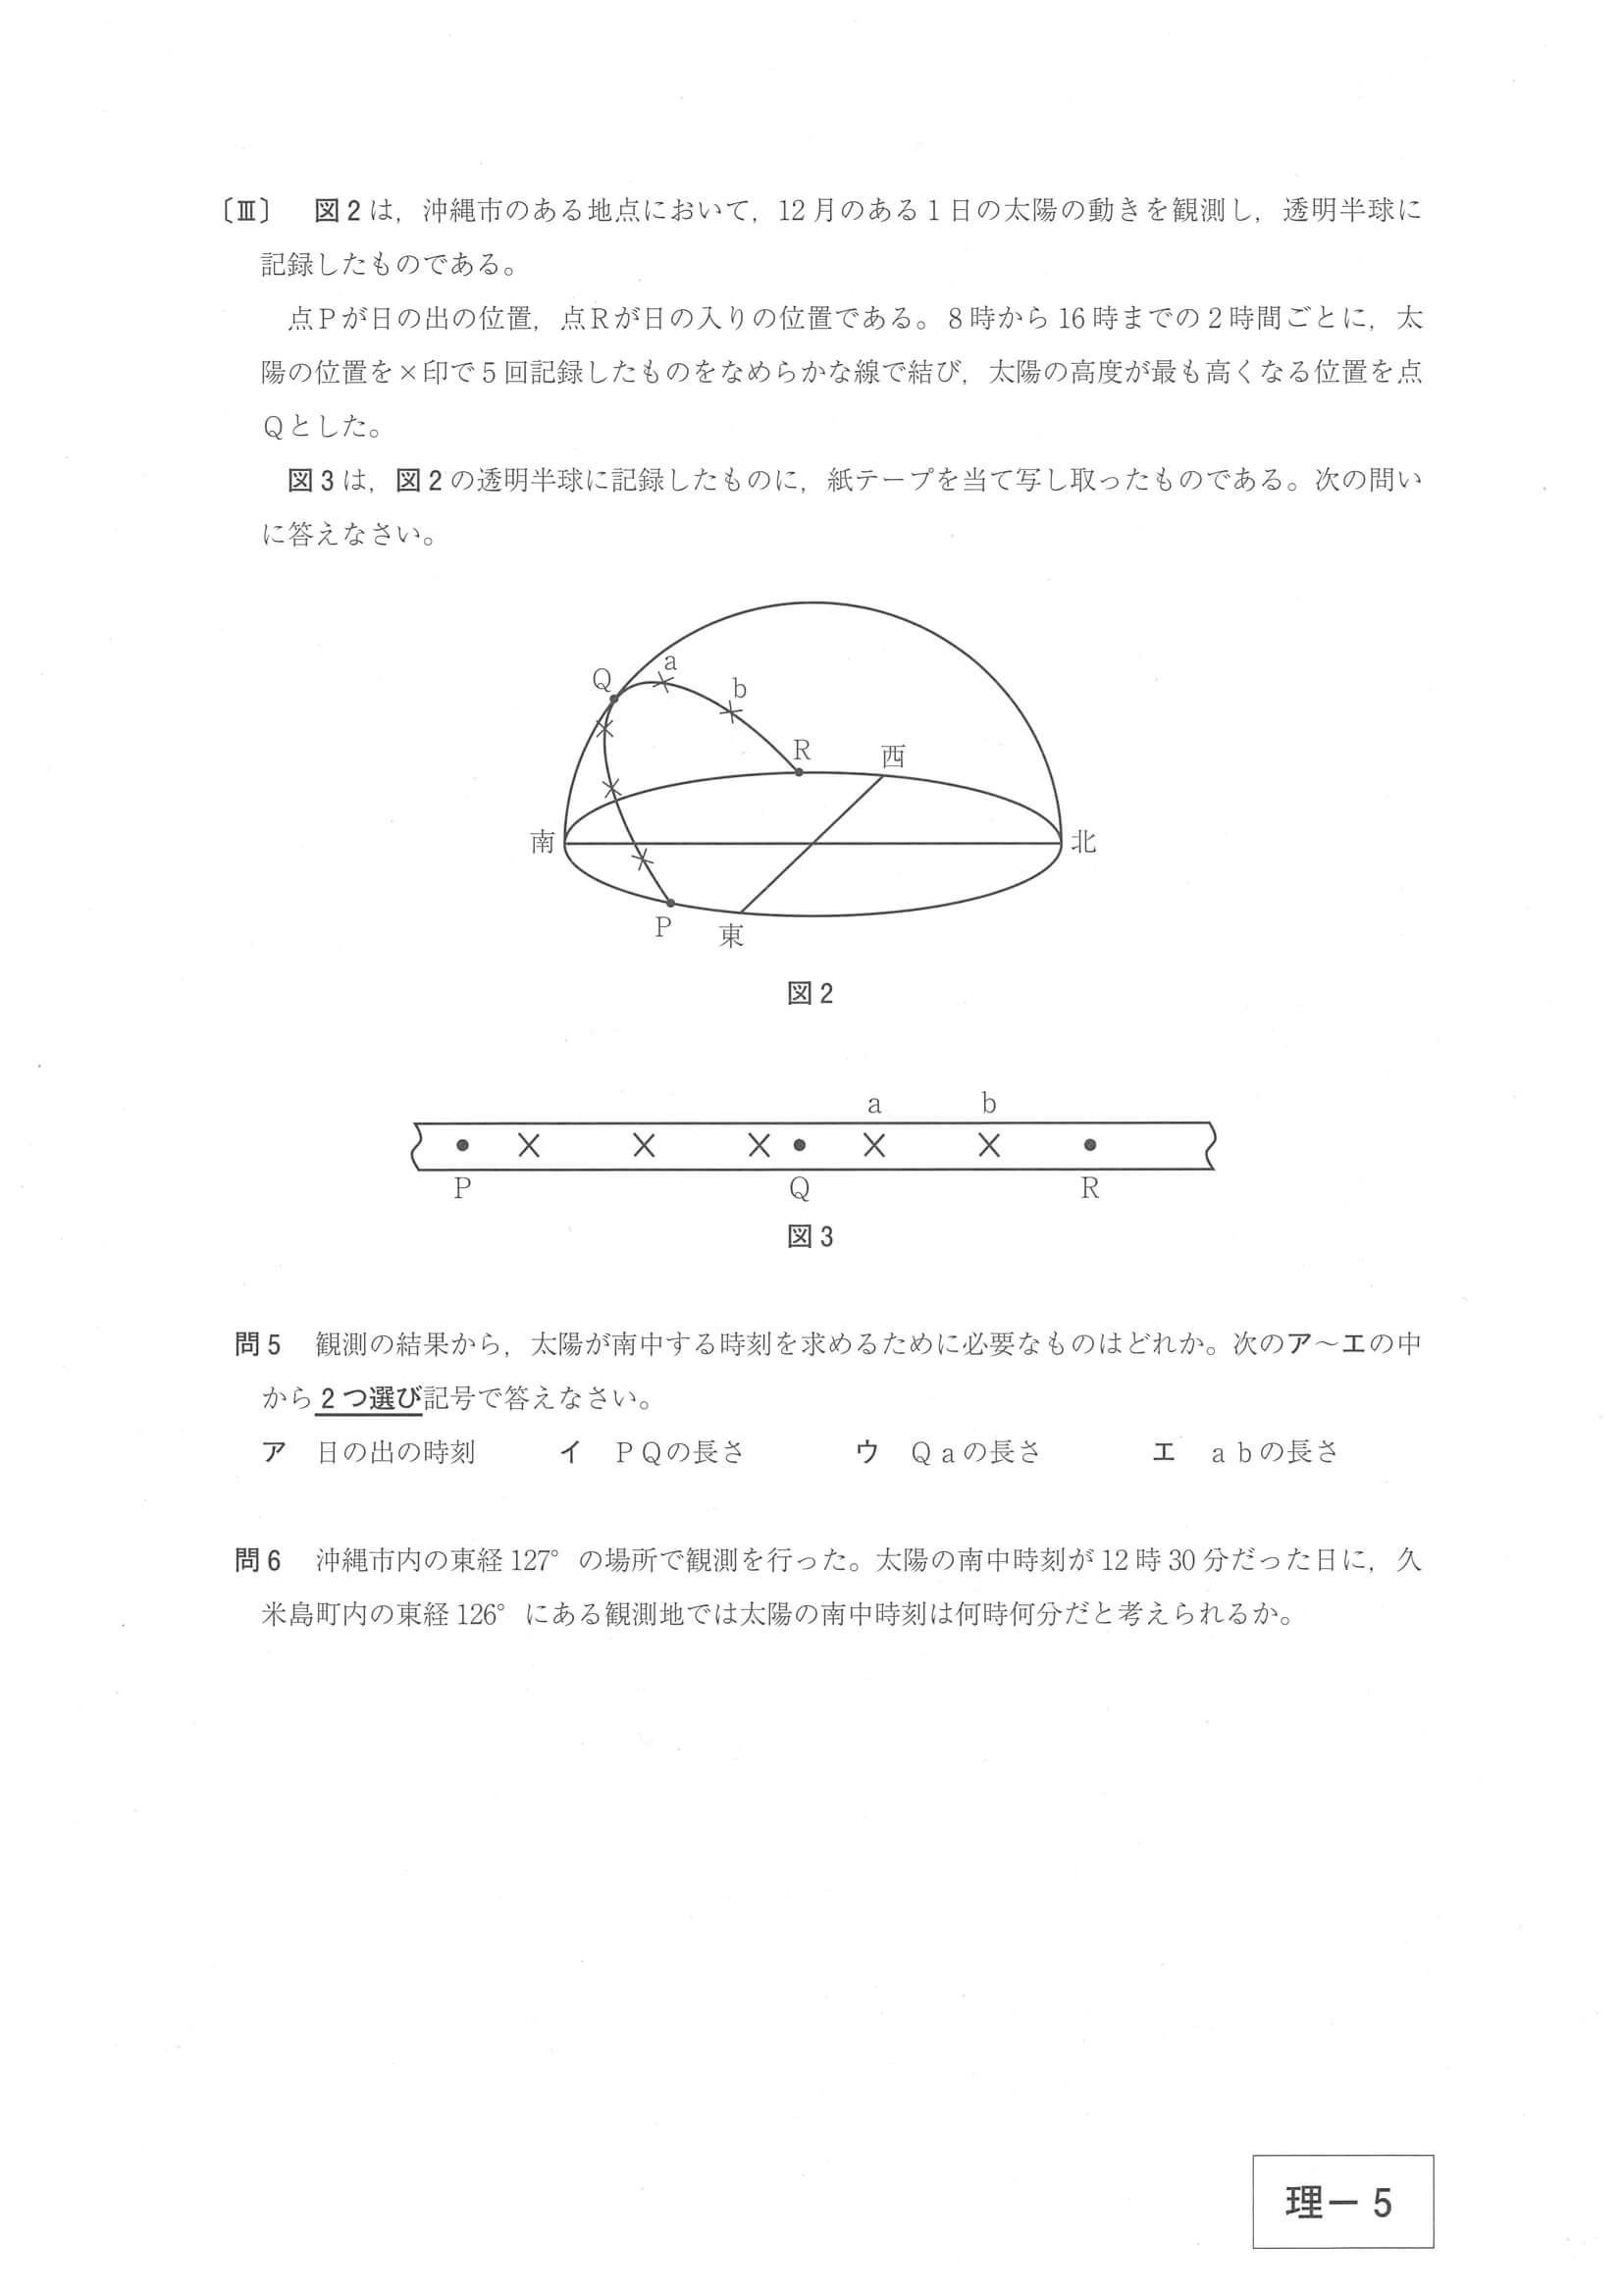 〔Ⅲ〕　図2は，沖縄市のある地点において，12月のある1日の太陽の動きを観測し，透明半球に
記録したものである。
点Pが日の出の位置，点Rが日の入りの位置である。8時から16時までの2時間ごとに，太
陽の位置を×印で5回記録したものをなめらかな線で結び，太陽の高度が最も高くなる位置を点
Qとした。
図3は，図2の透明半球に記録したものに，紙テープを当て写し取ったものである。次の問い
に答えなさい。
a
Q
b
R
西
南
北
P
東
図2
a
b
P
Q
R
図3
問5　観測の結果から，太陽が南中する時刻を求めるために必要なものはどれか。次のア～エの中
から2つ選び記号で答えなさい。
ア　日の出の時刻　イ　PQの長さ　ウ　Qaの長さ　エ　abの長さ
問6　沖縄市内の東経127°の場所で観測を行った。太陽の南中時刻が12時30分だった日に，久
米島町内の東経126°にある観測地では太陽の南中時刻は何時何分だと考えられるか。
理－5